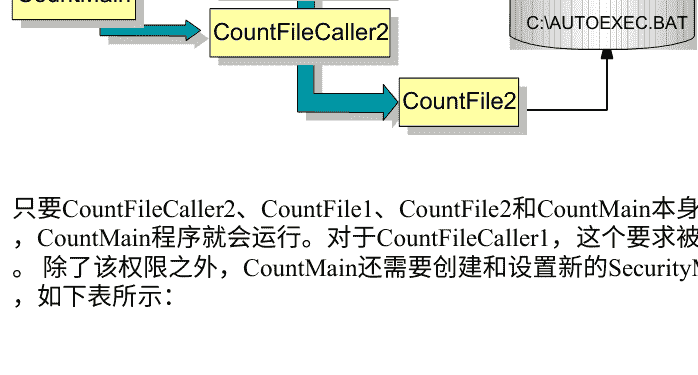 CountMain
CountFileCaller2
C:\AUTOEXEC.BAT
CountFile2
只要CountFileCaller2、CountFile1、CountFile2和CountMain本身
，CountMain程序就会运行。对于CountFileCaller1，这个要求被
。 除了该权限之外，CountMain还需要创建和设置新的SecurityM
，如下表所示：